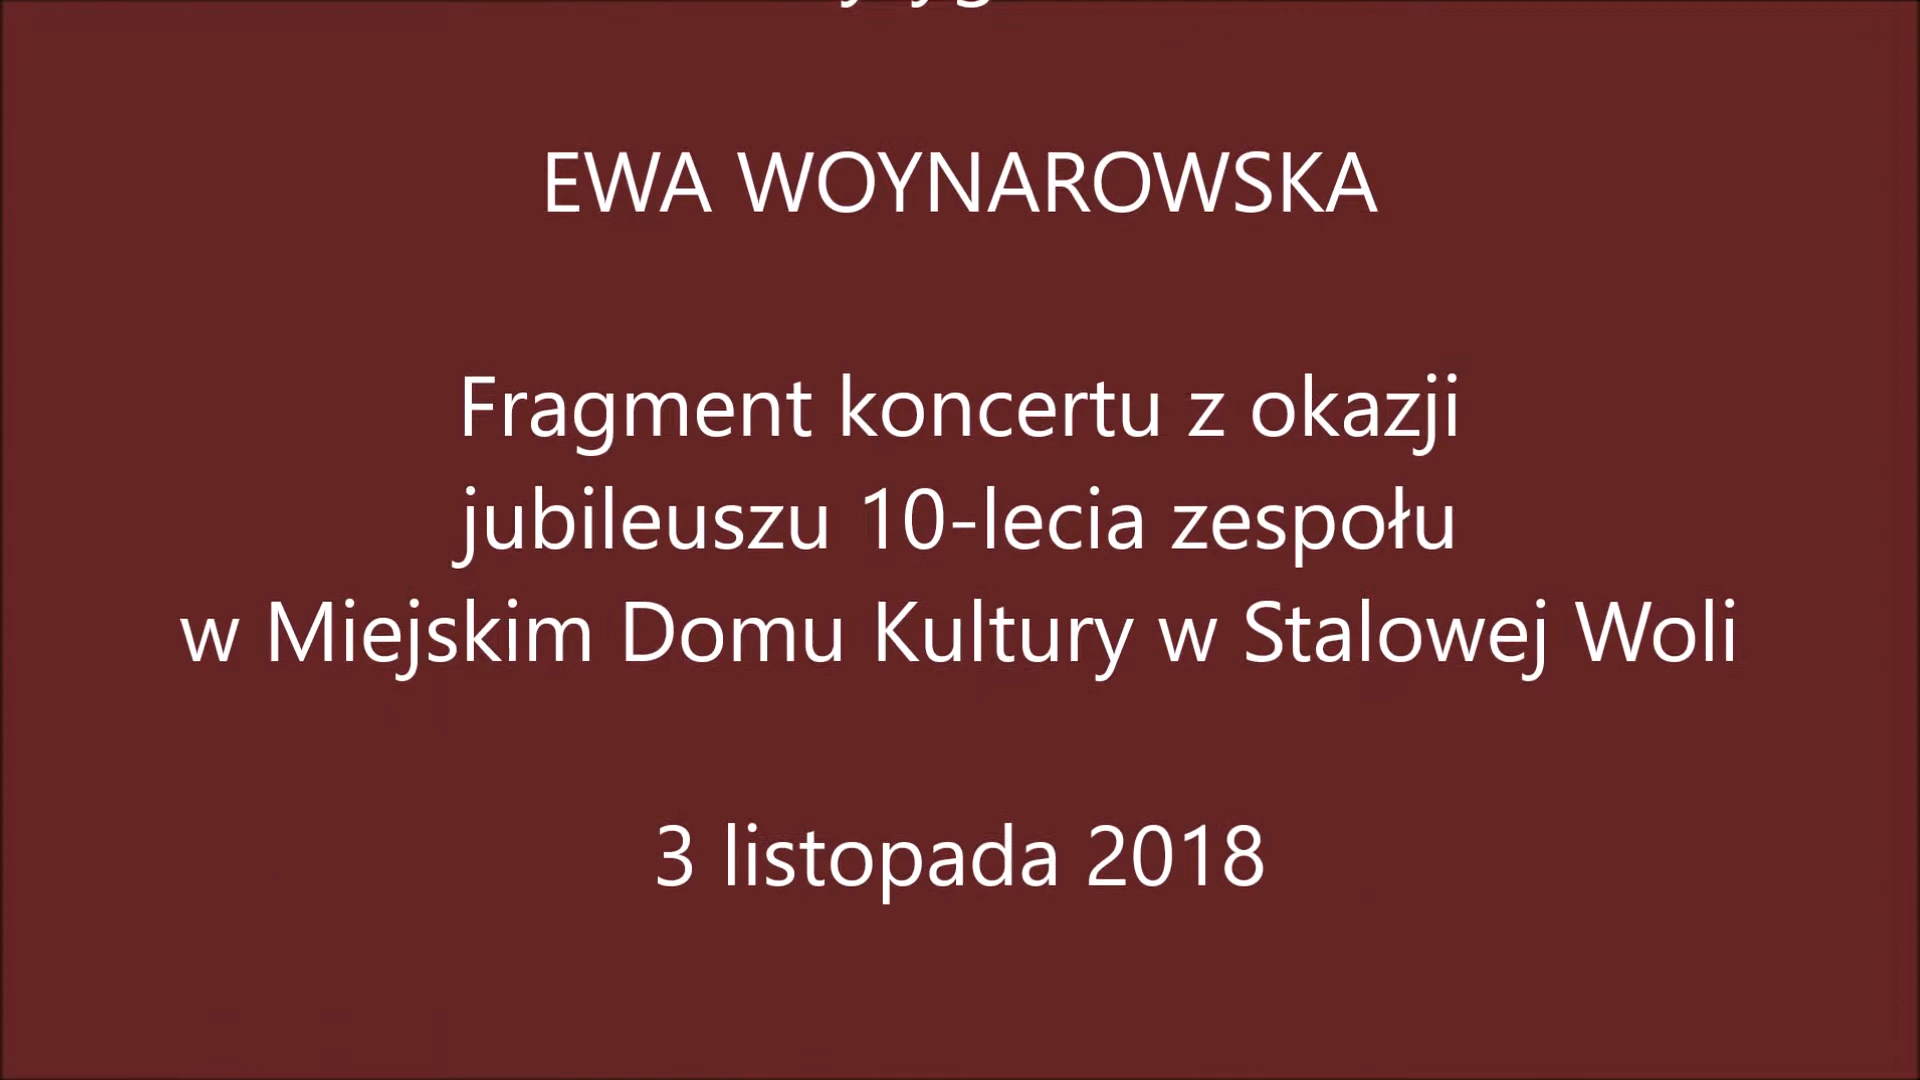 EWA WOYNAROWSKA
Fragment koncertu z okazji
jubileuszu 10-lecia zespołu
w Miejskim Domu Kultury w Stalowej Woli
3 listopada 2018